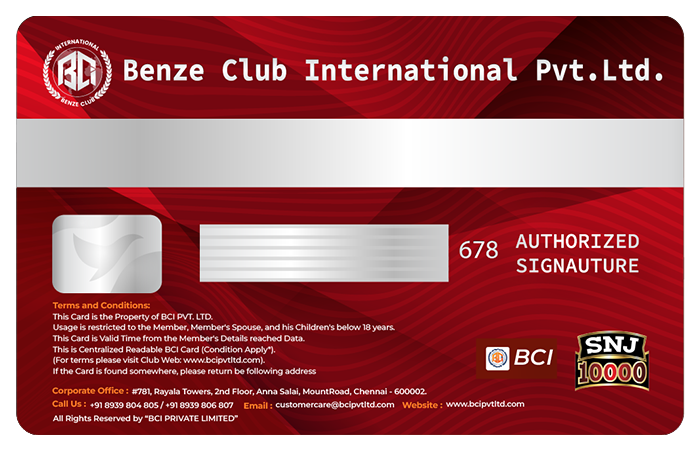 INTERNATIONAL
BCI
BENZE CLUB
Benze Club International Pvt.Ltd.
678
AUTHORIZED
SIGNAUTURE
Terms and Conditions:
This Card is the Property of BCI PVT. LTD.
Usage is restricted to the Member, Member's Spouse, and his Children's below 18 years.
This Card is Valid Time from the Member's Details reached Data.
This is Centralized Readable BCI Card (Condition Apply*).
(For terms please visit Club Web: www.bcipvtltd.com).
If the Card is found somewhere, please return be following address
BCI
SNJ
10000
Corporate Office : #781, Rayala Towers, 2nd Floor, Anna Salai, MountRoad, Chennai - 600002.
Call Us : +91 8939 804 805 / +91 8939 806 807 Email : customercare@bcipvtltd.com Website : www.bcipvtltd.com
All Rights Reserved by “BCI PRIVATE LIMITED”